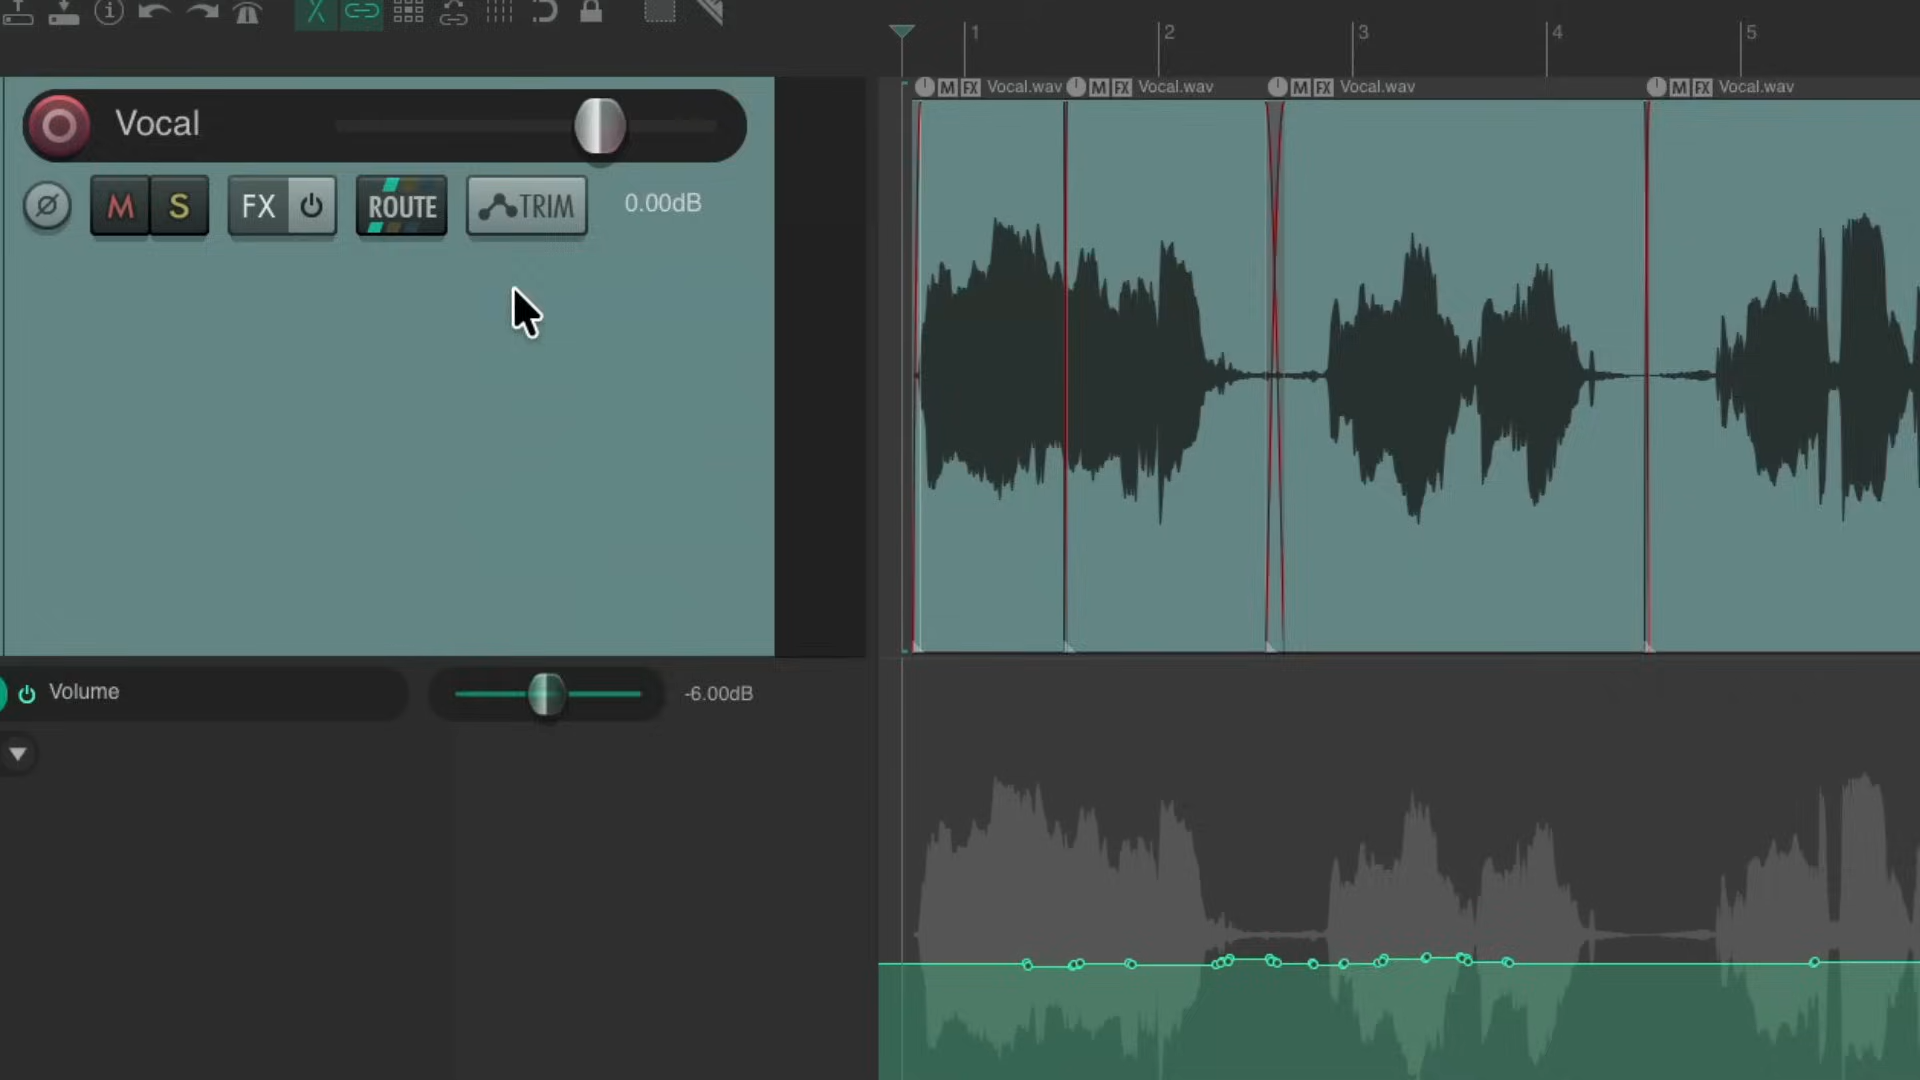 1 2 3 4 5
M FX Vocal.wav M FX Vocal.wav M FX Vocal.wav M FX Vocal.wav
Vocal
M S FX ROUTE TRIM 0.00dB
Volume -6.00dB